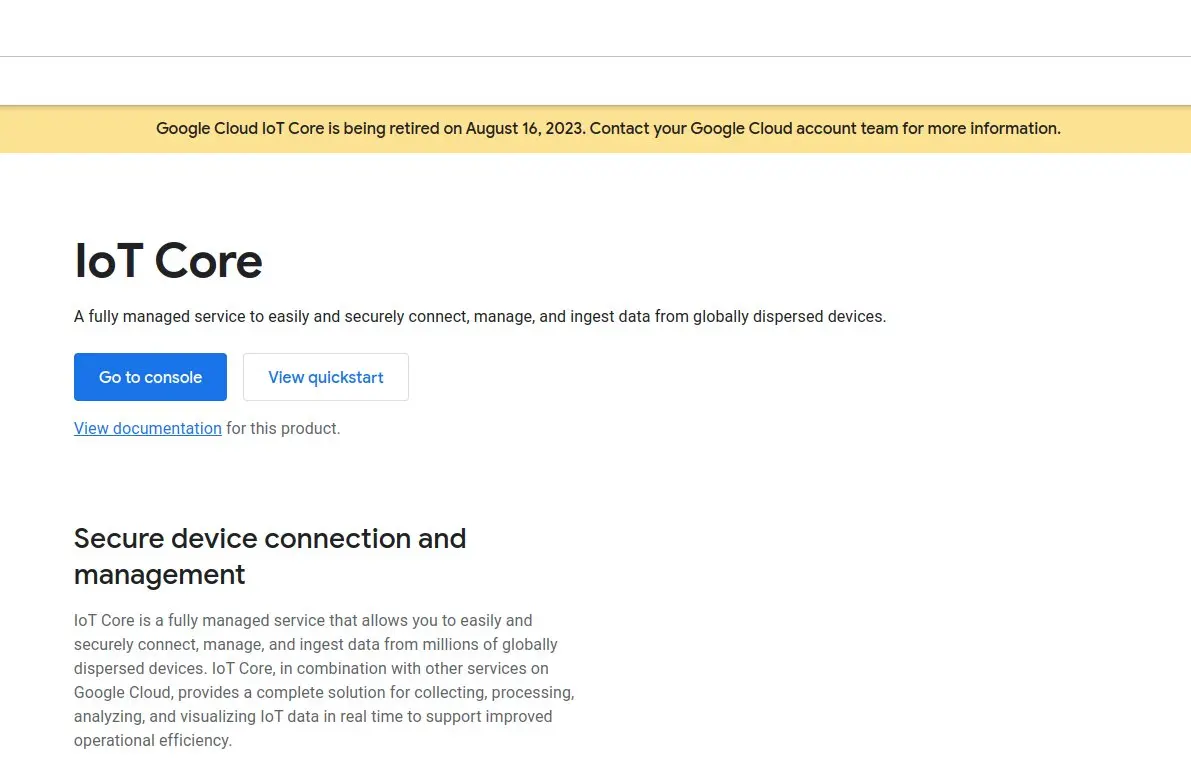 Google Cloud IoT Core is being retired on August 16, 2023. Contact your Google Cloud account team for more information.
IoT Core
A fully managed service to easily and securely connect, manage, and ingest data from globally dispersed devices.
Go to console
View quickstart
View documentation for this product.
Secure device connection and
management
IoT Core is a fully managed service that allows you to easily and
securely connect, manage, and ingest data from millions of globally
dispersed devices. IoT Core, in combination with other services on
Google Cloud, provides a complete solution for collecting, processing,
analyzing, and visualizing IoT data in real time to support improved
operational efficiency.